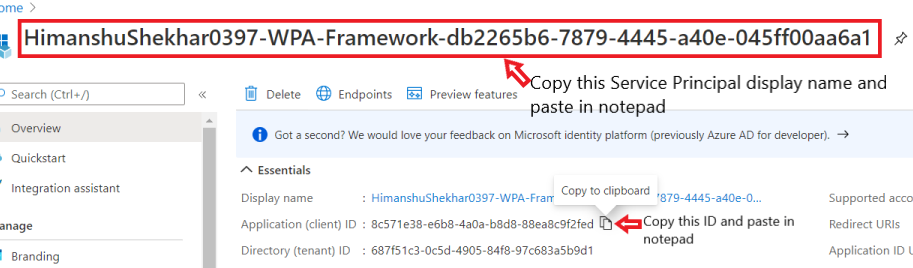 ome >
HimanshuShekhar0397-WPA-Framework-db2265b6-7879-4445-a40e-045ff00aa6a1
Copy this Service Principal display name and
paste in notepad
Search (Ctrl+/)
«
Delete
Endpoints
Preview features
Overview
Quickstart
Integration assistant
anage
Branding
Got a second? We would love your feedback on Microsoft identity platform (previously Azure AD for developer). →
Essentials
Copy to clipboard
Display name : HimanshuShekhar0397-WPA-Fram 7879-4445-a40e-0... Supported acco
Application (client) ID : 8c571e38-e6b8-4a0a-b8d8-88ea8c9f2fed Redirect URIs
Copy this ID and paste in
notepad
Directory (tenant) ID : 687f51c3-0c5d-4905-84f8-97c683a5b9d1 Application ID U